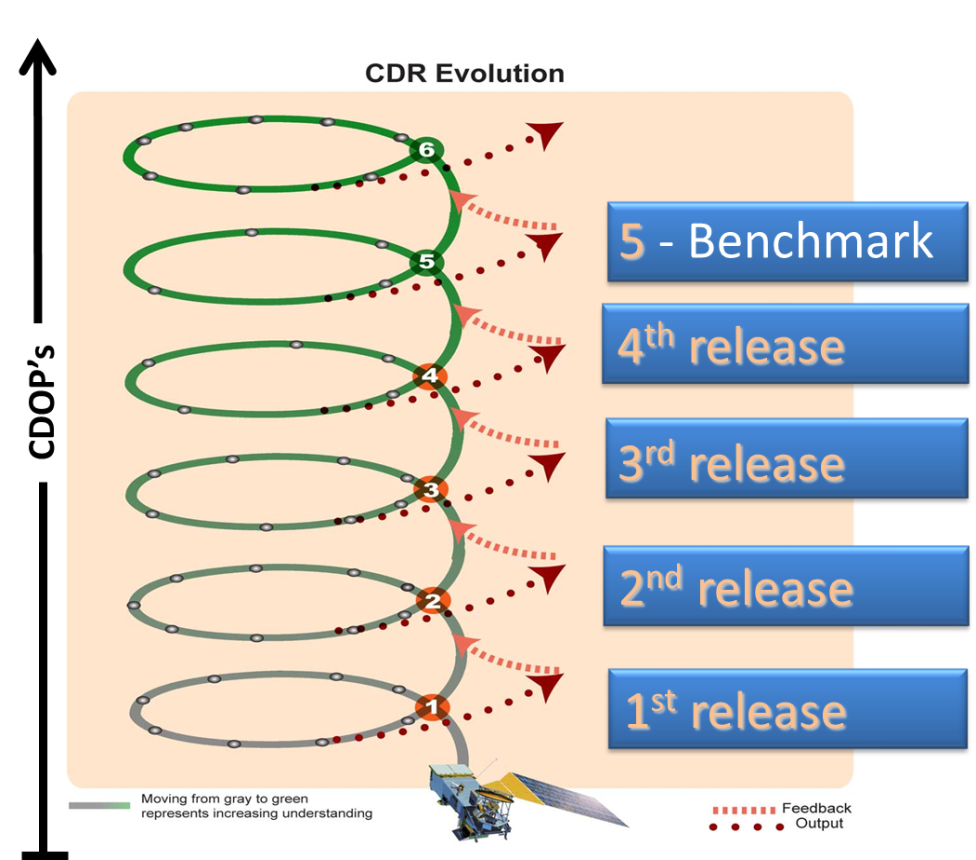 CDR Evolution
6
5
5 - Benchmark
4th release
4
CDOP's
3rd release
3
2nd release
2
1st release
1
Moving from gray to green
represents increasing understanding
Feedback
Output